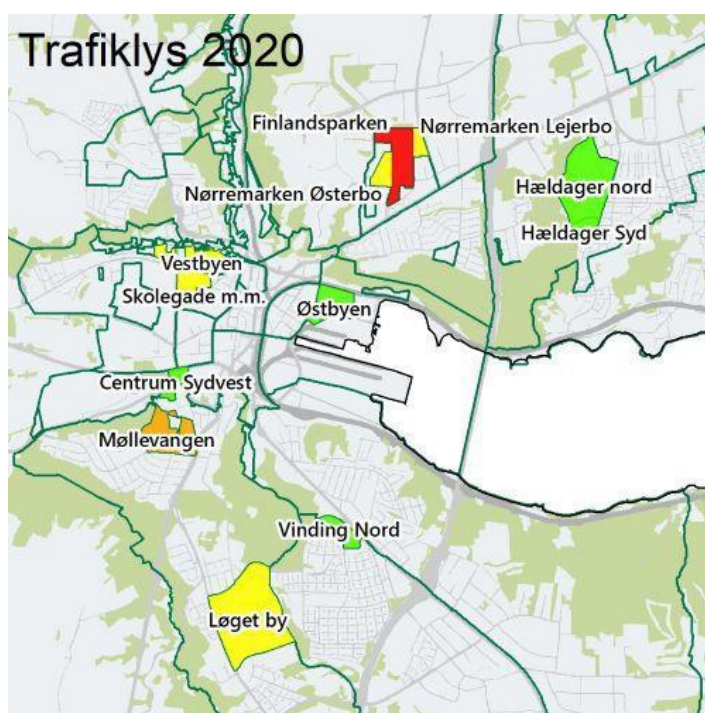 Trafiklys 2020
Finlandsparken
Nørremarken Lejerbo
Nørremarken Østerbo
Hældager nord
Hældager Syd
Vestbyen
Skolegade m.m.
Østbyen
Centrum Sydvest
Møllevangen
Vinding Nord
Løget by